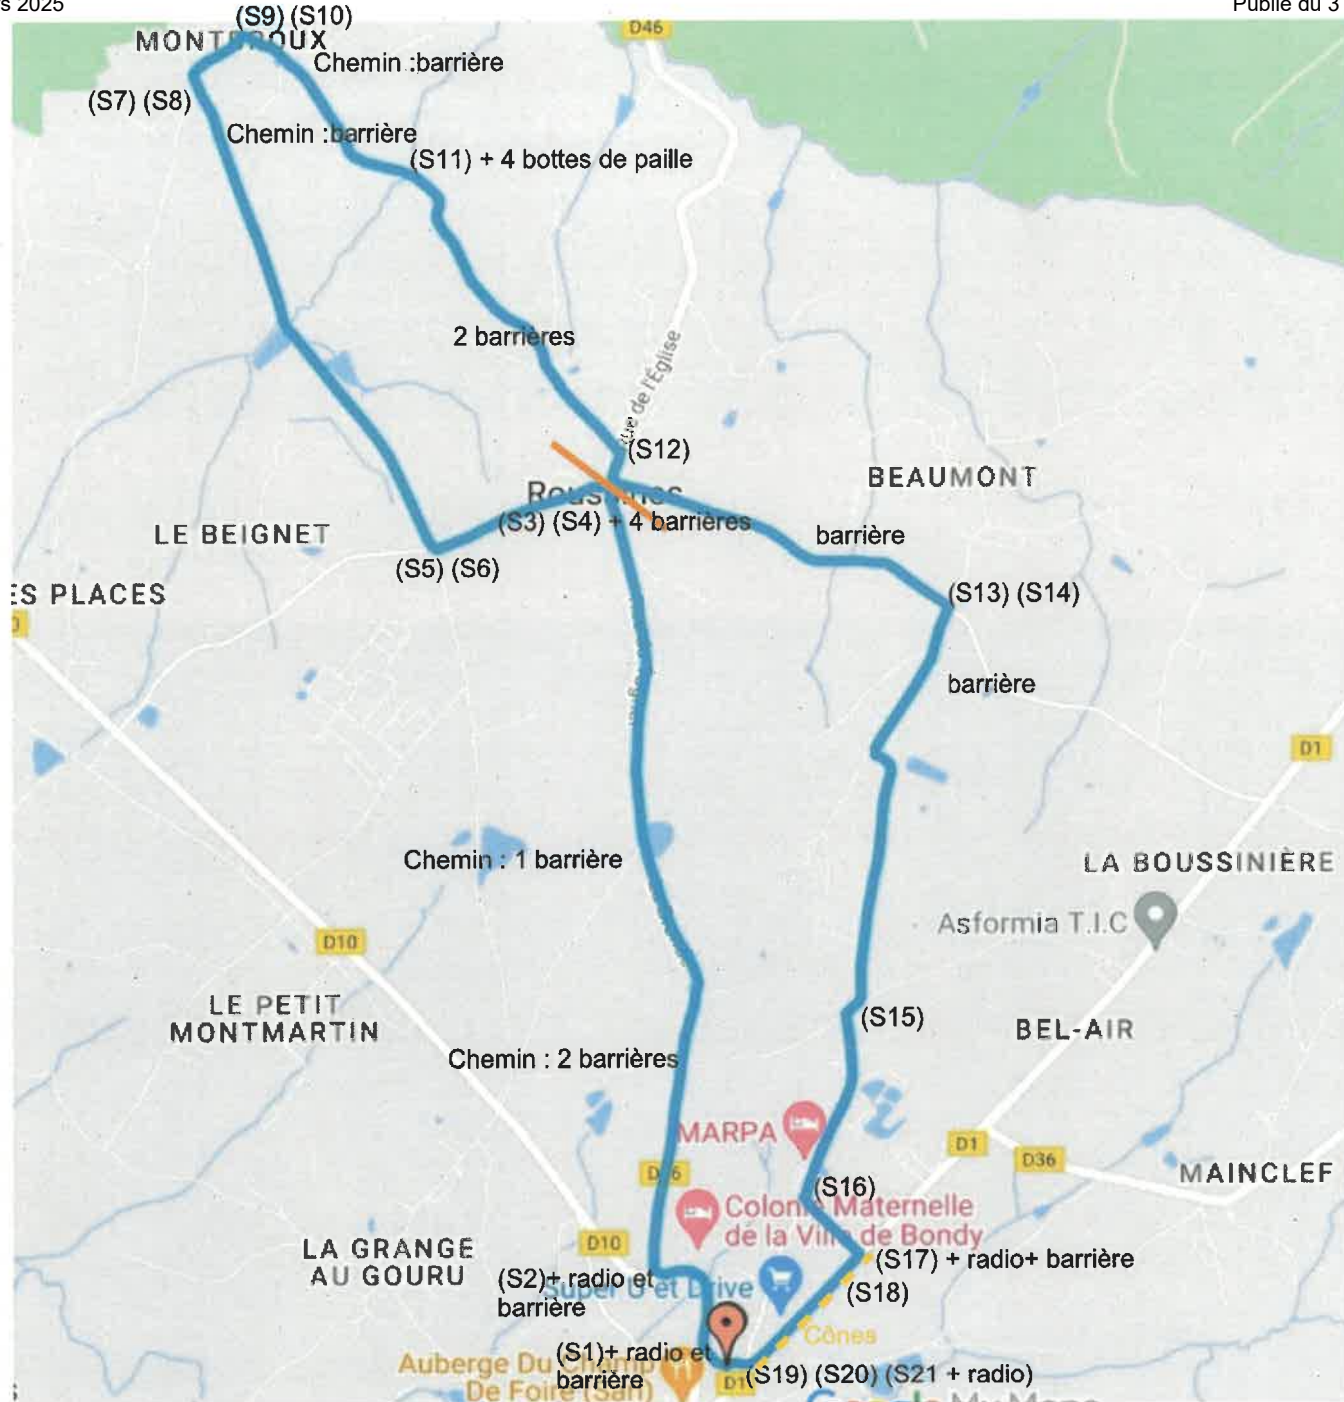 s 2025
Publié du 3
(S9) (S10)
D46
Chemin :barrière
(S7) (S8)
Chemin :barrière
(S11) + 4 bottes de paille
2 barrières
de l'Église
(S12)
BEAUMONT
(S3) (S4) + 4 barrières
LE BEIGNET
barrière
(S5) (S6)
ES PLACES
(S13) (S14)
barrière
D1
Chemin : 1 barrière
LA BOUSSINIÈRE
Asformia T.I.C
D10
LE PETIT
MONTMARTIN
(S15)
BEL-AIR
Chemin : 2 barrières
MARPA
D1
D36
MAINCLEF
(S16)
Colonie Maternelle
de la Ville de Bondy
D10
LA GRANGE
AU GOURU
(S17) + radio+ barrière
(S2)+ radio et
barrière
Super U et Drive
(S18)
Cônes
(S1)+ radio et
barrière
Auberge Du Champ
De Foire (Sarl)
D1
(S19) (S20) (S21 + radio)